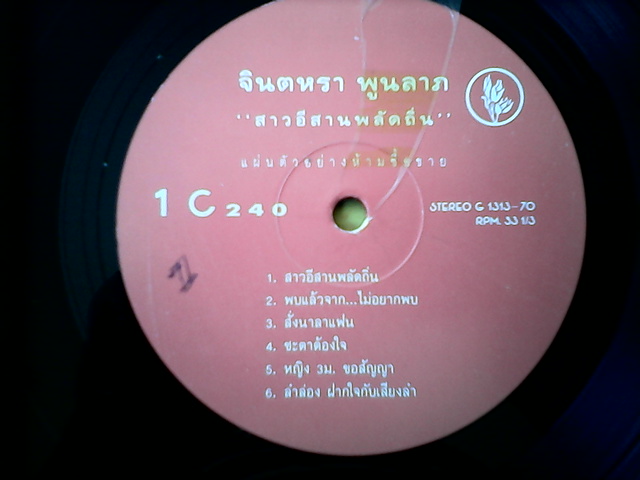 จินตหรา พูนลาภ
"สาวอีสานพลัดถิ่น"
แผ่นตัวอย่างห้ามซื้อขาย
1 C 240
STEREO G 1313-70
RPM. 33 1/3
1. สาวอีสานพลัดถิ่น
2. พบแล้วจาก...ไม่อยากพบ
3. สั่งนาลาแฟน
4. ชะตาต้องใจ
5. หญิง 3ม. ขอสัญญา
6. ลำล่อง ฝากใจกับเสียงลำ